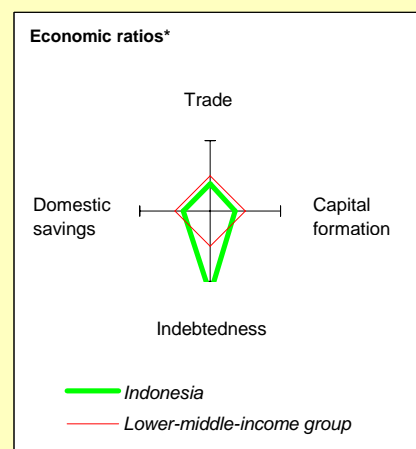 Economic ratios*
Trade
Domestic
savings
Capital
formation
Indebtedness
Indonesia
Lower-middle-income group